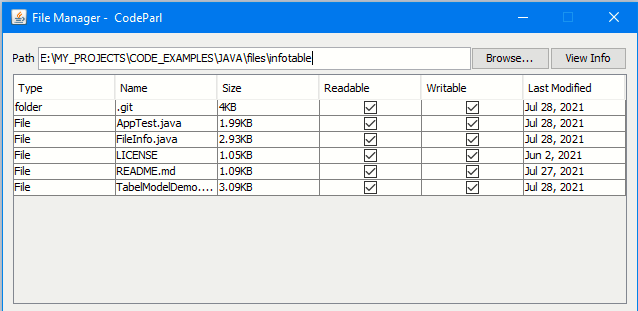 File Manager - CodeParl
Path E:\MY_PROJECTS\CODE_EXAMPLES\JAVA\files\infotable Browse... View Info
Type Name Size Readable Writable Last Modified
folder .git 4KB Jul 28, 2021
File AppTest.java 1.99KB Jul 28, 2021
File FileInfo.java 2.93KB Jul 28, 2021
File LICENSE 1.05KB Jun 2, 2021
File README.md 1.09KB Jul 27, 2021
File TabelModelDemo.... 3.09KB Jul 28, 2021